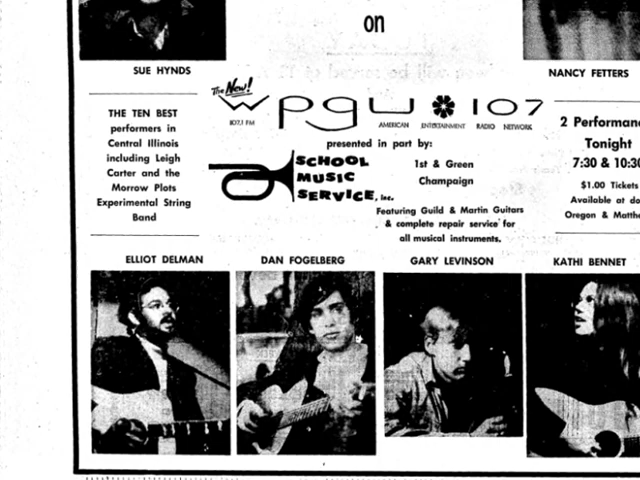 on
SUE HYNDS
NANCY FETTERS
The New!
wpgu 107
107.1 FM
AMERICAN ENTERTAINMENT RADIO NETWORK
presented in part by:
SCHOOL
MUSIC
SERVICE, inc.
1st & Green
Champaign
Featuring Guild & Martin Guitars
& complete repair service for
all musical instruments.
THE TEN BEST
performers in
Central Illinois
including Leigh
Carter and the
Morrow Plots
Experimental String
Band
2 Performanc
Tonight
7:30 & 10:30
$1.00 Tickets
Available at do
Oregon & Matthe
ELLIOT DELMAN
DAN FOGELBERG
GARY LEVINSON
KATHI BENNET